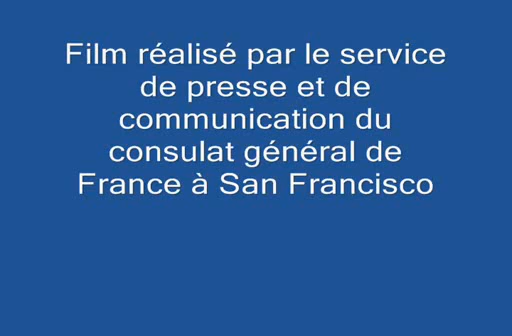 Film réalisé par le service
de presse et de
communication du
consulat général de
France à San Francisco